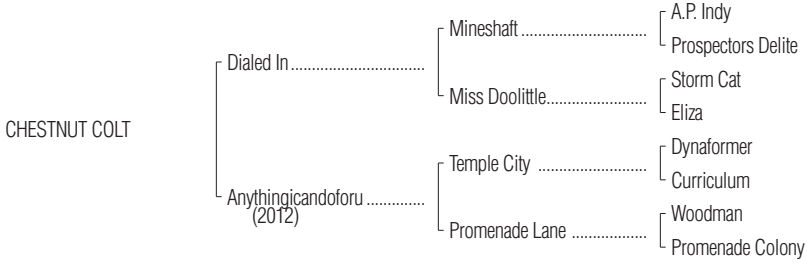 A.P. Indy
Mineshaft ..............................
Prospectors Delite
Dialed In................................
Storm Cat
Miss Doolittle........................
Eliza
CHESTNUT COLT
Dynaformer
Temple City ..........................
Curriculum
Anythingicandoforu ..............
(2012)
Woodman
Promenade Lane ..................
Promenade Colony